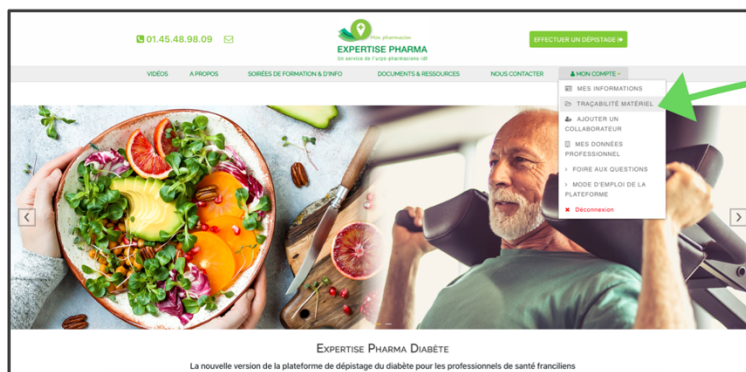 01.45.48.98.09
Pôle pharmacien
EXPERTISE PHARMA
Un service de l'urps-pharmaciens-idf
EFFECTUER UN DÉPISTAGE
VIDÉOS A PROPOS SOIRÉES DE FORMATION & D'INFO DOCUMENTS & RESSOURCES NOUS CONTACTER MON COMPTE
MES INFORMATIONS
TRAÇABILITÉ MATÉRIEL
AJOUTER UN
COLLABORATEUR
MES DONNÉES
PROFESSIONNEL
FOIRE AUX QUESTIONS
MODE D'EMPLOI DE LA
PLATEFORME
Déconnexion
EXPERTISE PHARMA DIABÈTE
La nouvelle version de la plateforme de dépistage du diabète pour les professionnels de santé franciliens